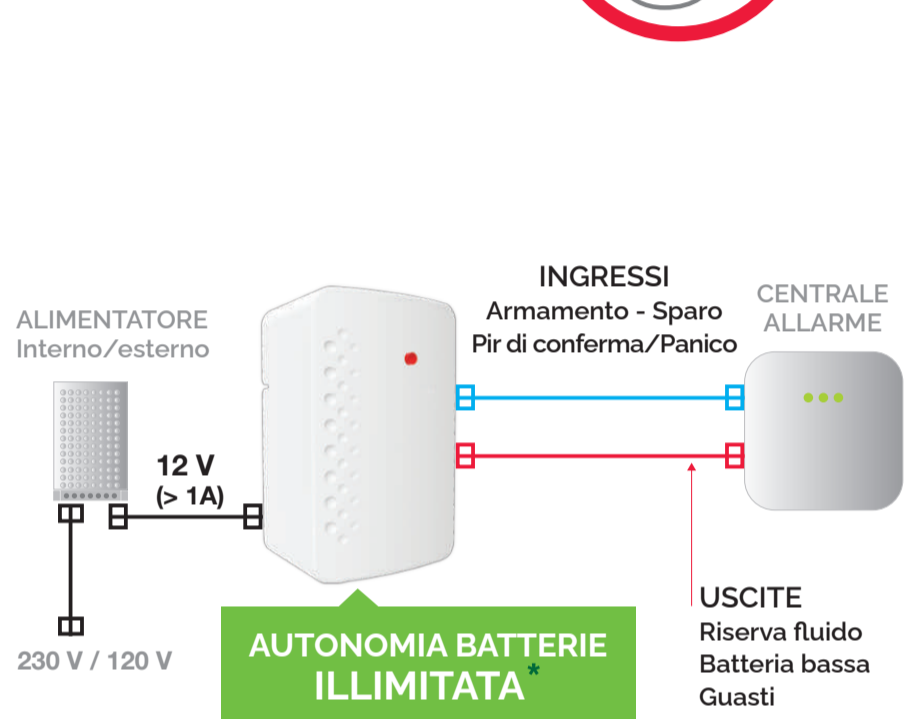 ALIMENTATORE
Interno/esterno
12 V
(> 1A)
230 V / 120 V
INGRESSI
Armamento - Sparo
Pir di conferma/Panico
CENTRALE
ALLARME
USCITE
Riserva fluido
Batteria bassa
Guasti
AUTONOMIA BATTERIE
ILLIMITATA*